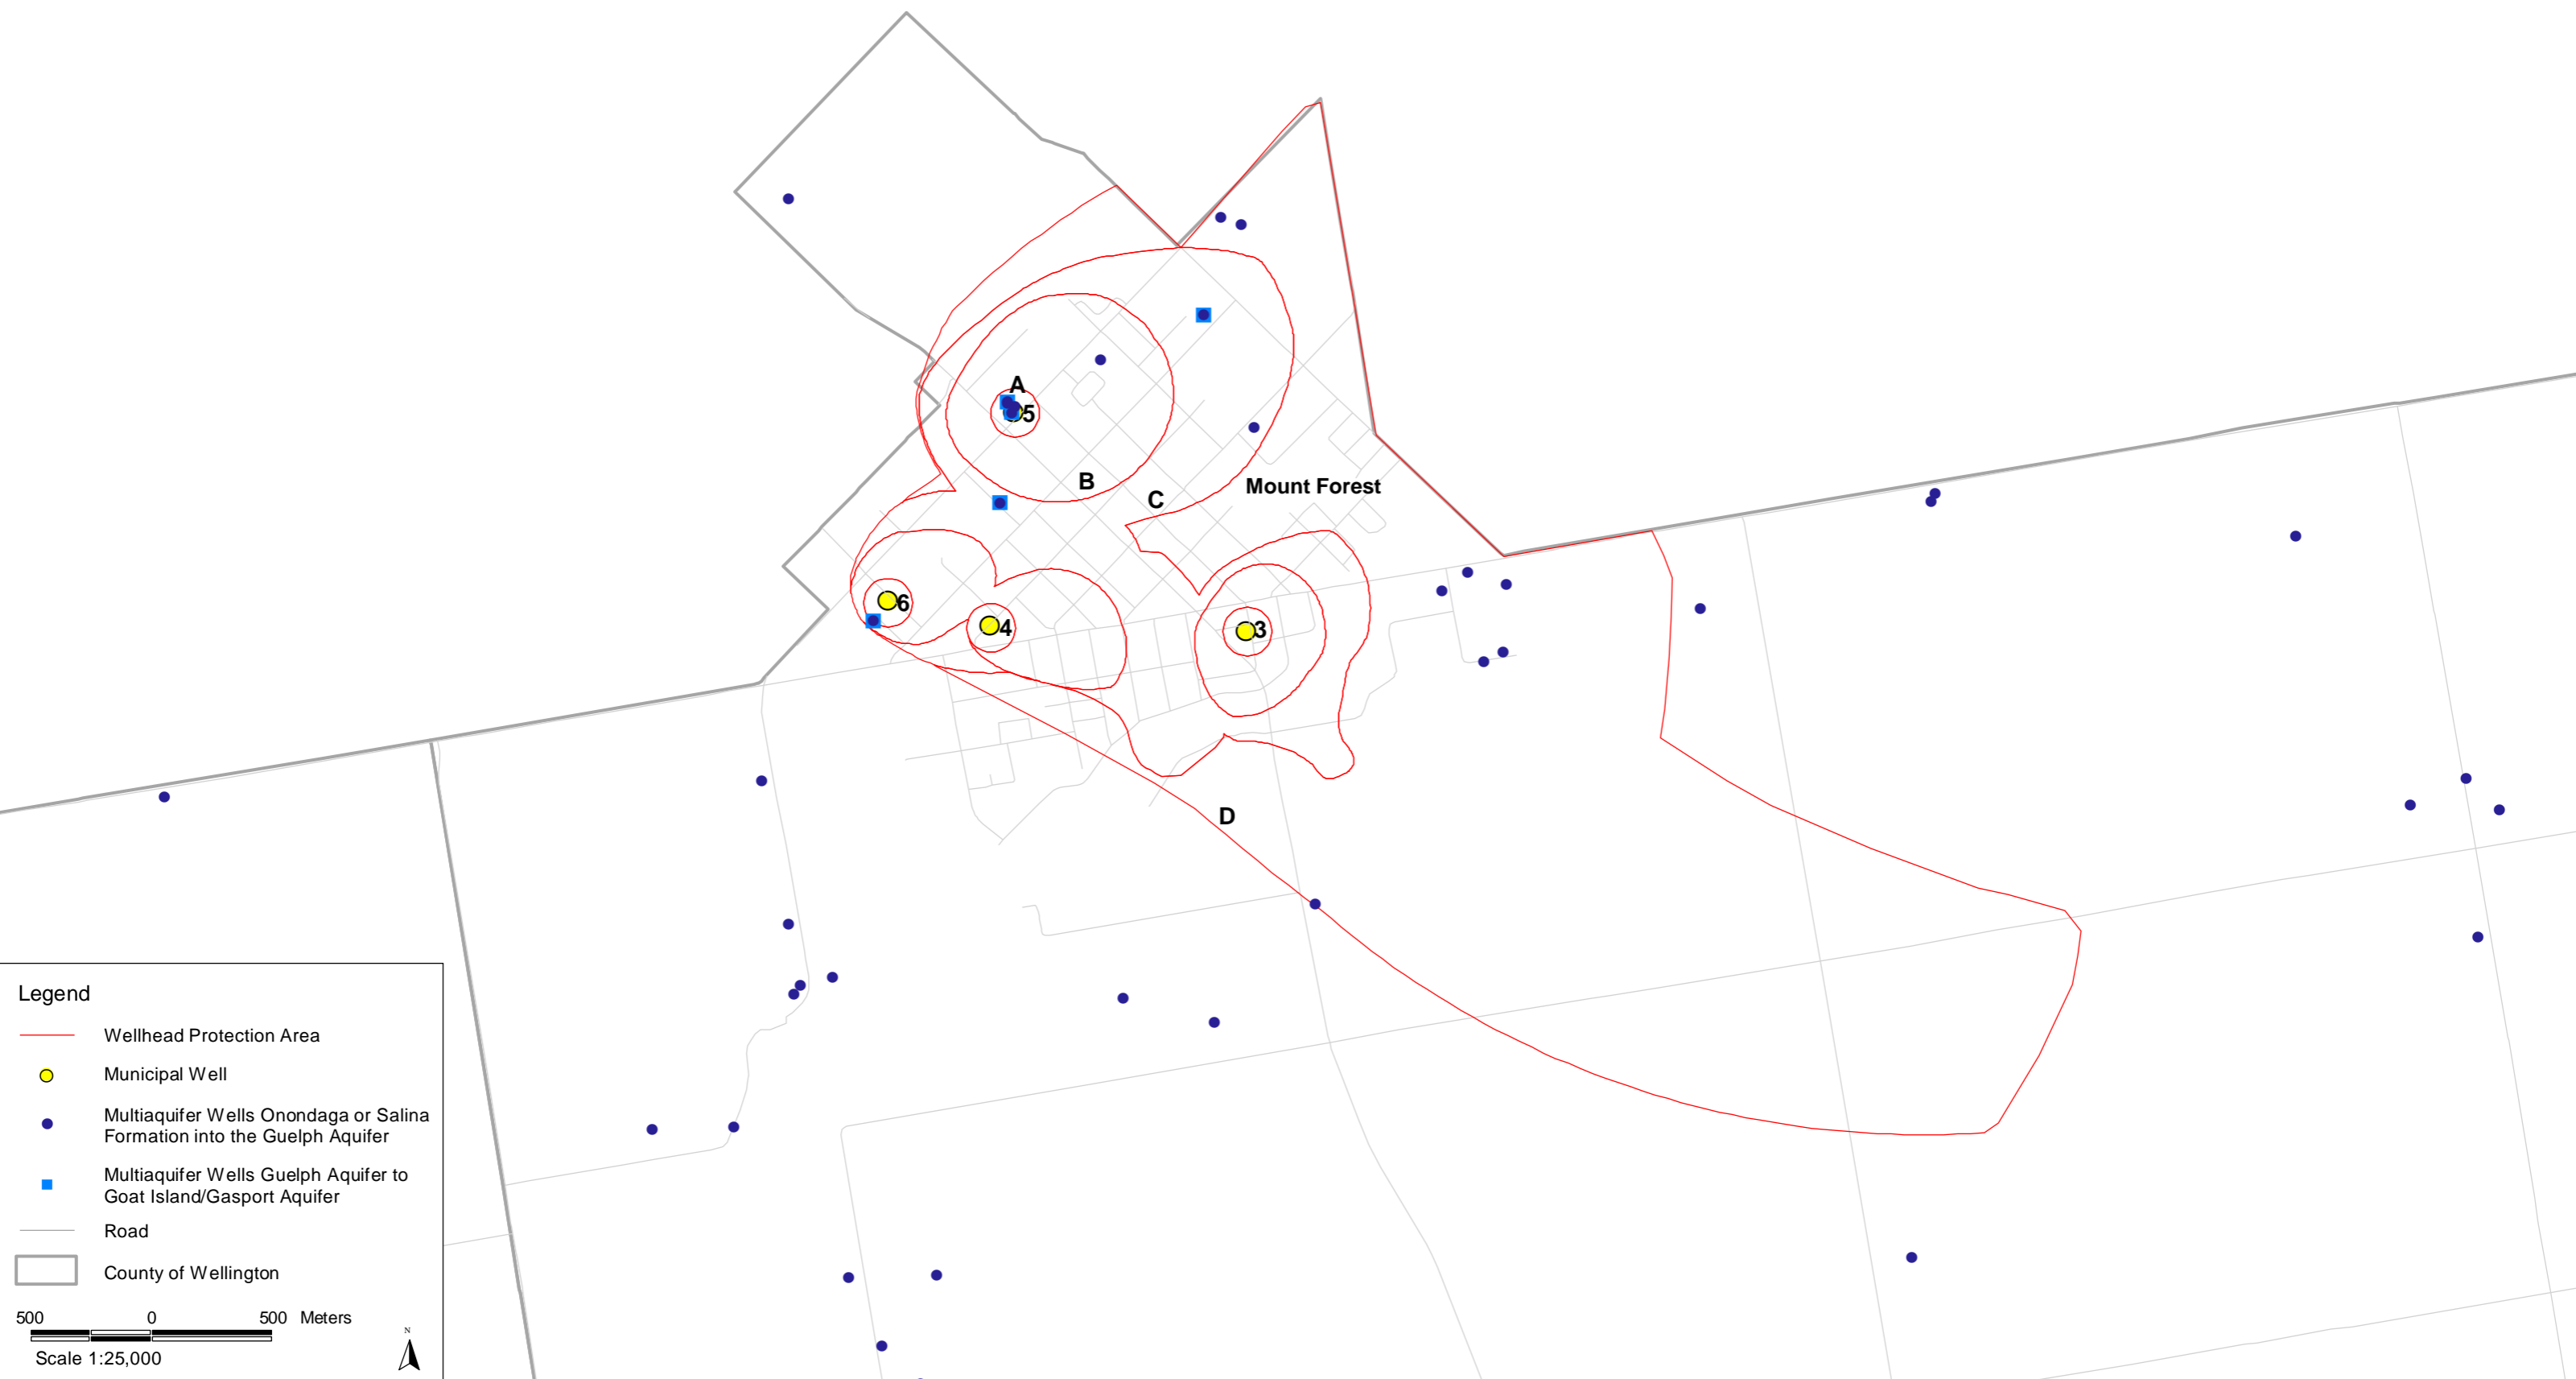 A
5
B
C
Mount Forest
6
4
3
D
Legend
Wellhead Protection Area
Municipal Well
Multiaquifer Wells Onondaga or Salina
Formation into the Guelph Aquifer
Multiaquifer Wells Guelph Aquifer to
Goat Island/Gasport Aquifer
Road
County of Wellington
500 0 500 Meters
Scale 1:25,000
N